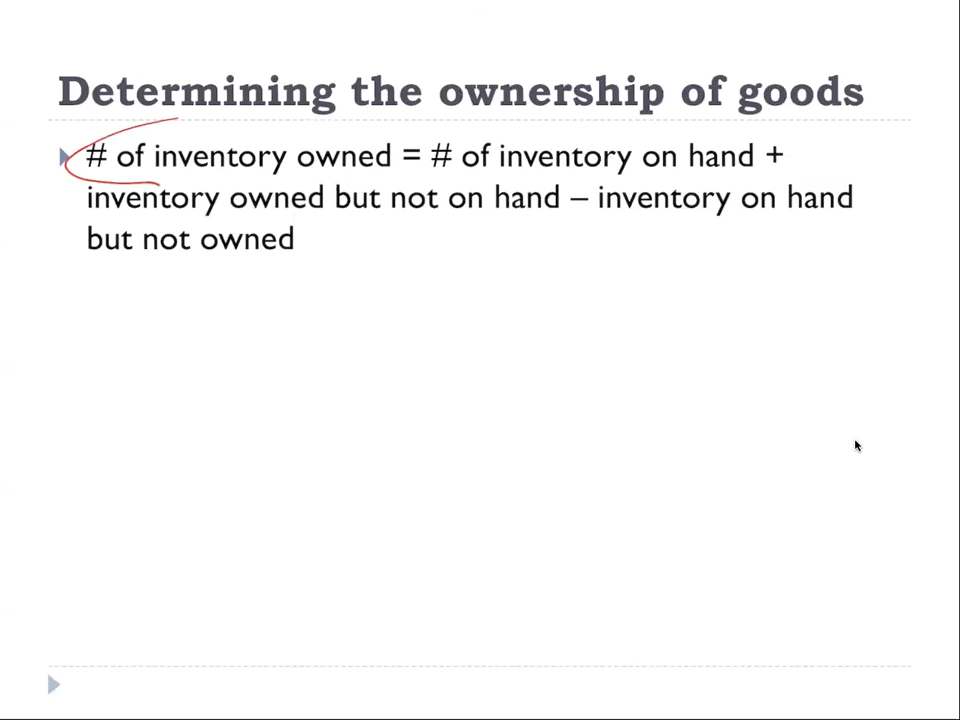 Determining the ownership of goods
# of inventory owned = # of inventory on hand +
inventory owned but not on hand – inventory on hand
but not owned